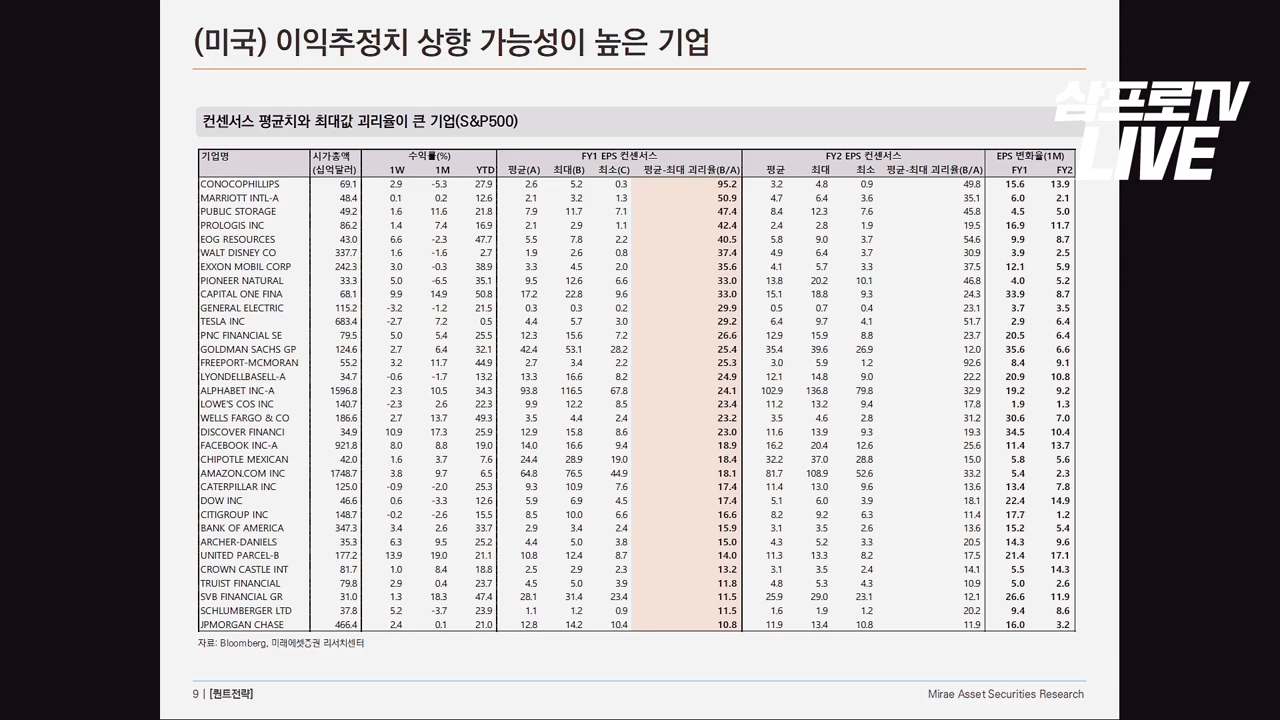 (미국) 이익추정치 상향 가능성이 높은 기업
삼프로TV
LIVE
컨센서스 평균치와 최대값 괴리율이 큰 기업(S&P500)
기업명 시가총액 수익률(%) FY1 EPS 컨센서스 FY2 EPS 컨센서스 EPS 변화율(1M)
(십억달러) 1W 1M YTD 평균(A) 최대(B) 최소(C) 평균-최대 괴리율(B/A) 평균 최대 최소 평균-최대 괴리율(B/A) FY1 FY2
CONOCOPHILLIPS 69.1 2.9 -5.3 27.9 2.6 5.2 0.3 95.2 3.2 4.8 0.9 49.8 15.6 13.9
MARRIOTT INTL-A 48.4 0.1 0.2 12.6 2.1 3.2 1.3 50.9 4.7 6.4 3.6 35.1 6.0 2.1
PUBLIC STORAGE 49.2 1.6 11.6 21.8 7.9 11.7 7.1 47.4 8.4 12.3 7.6 45.8 4.5 5.0
PROLOGIS INC 86.2 1.4 7.4 16.9 2.1 2.9 1.1 42.4 2.4 2.8 1.9 19.5 16.9 11.7
EOG RESOURCES 43.0 6.6 -2.3 47.7 5.5 7.8 2.2 40.5 5.8 9.0 3.7 54.6 9.9 8.7
WALT DISNEY CO 337.7 1.6 -1.6 2.7 1.9 2.6 0.8 37.4 4.9 6.4 3.7 30.9 3.9 2.5
EXXON MOBIL CORP 242.3 3.0 -0.3 38.9 3.3 4.5 2.0 35.6 4.1 5.7 3.3 37.5 12.1 5.9
PIONEER NATURAL 33.3 5.0 -6.5 35.1 9.5 12.6 6.6 33.0 13.8 20.2 10.1 46.8 4.0 5.2
CAPITAL ONE FINA 68.1 9.9 14.9 50.8 17.2 22.8 9.6 33.0 15.1 18.8 9.3 24.3 33.9 8.7
GENERAL ELECTRIC 115.2 -3.2 -1.2 21.5 0.3 0.3 0.2 29.9 0.5 0.7 0.4 23.1 3.7 3.5
TESLA INC 683.4 -2.7 7.2 0.5 4.4 5.7 3.0 29.2 6.4 9.7 4.1 51.7 2.9 6.4
PNC FINANCIAL SE 79.5 5.0 5.4 25.5 12.3 15.6 7.2 26.6 12.9 15.9 8.8 23.7 20.5 6.4
GOLDMAN SACHS GP 124.6 2.7 6.4 32.1 42.4 53.1 28.2 25.4 35.4 39.6 26.9 12.0 35.6 6.6
FREEPORT-MCMORAN 55.2 3.2 11.7 44.9 2.7 3.4 2.2 25.3 3.0 5.9 1.2 92.6 8.4 9.1
LYONDELLBASELL-A 34.7 -0.6 -1.7 13.2 13.3 16.6 8.2 24.9 12.1 14.8 9.0 22.2 20.9 10.8
ALPHABET INC-A 1596.8 2.3 10.5 34.3 93.8 116.5 67.8 24.1 102.9 136.8 79.8 32.9 19.2 9.2
LOWE'S COS INC 140.7 -2.3 2.6 22.3 9.9 12.2 8.5 23.4 11.2 13.2 9.4 17.8 1.9 1.3
WELLS FARGO & CO 186.6 2.7 13.7 49.3 3.5 4.4 2.4 23.2 3.5 4.6 2.8 31.2 30.6 7.0
DISCOVER FINANCI 34.9 10.9 17.3 25.9 12.9 15.8 8.6 23.0 11.6 13.9 9.3 19.3 34.5 10.4
FACEBOOK INC-A 921.8 8.0 8.8 19.0 14.0 16.6 9.4 18.9 16.2 20.4 12.6 25.6 11.4 13.7
CHIPOTLE MEXICAN 42.0 1.6 3.7 7.6 24.4 28.9 19.0 18.4 32.2 37.0 28.8 15.0 5.8 5.6
AMAZON.COM INC 1748.7 3.8 9.7 6.5 64.8 76.5 44.9 18.1 81.7 108.9 52.6 33.2 5.4 2.3
CATERPILLAR INC 125.0 -0.9 -2.0 25.3 9.3 10.9 7.6 17.4 11.4 13.0 9.6 13.6 13.4 7.8
DOW INC 46.6 0.6 -3.3 12.6 5.9 6.9 4.5 17.4 5.1 6.0 3.9 18.1 22.4 14.9
CITIGROUP INC 148.7 -0.2 -2.6 15.5 8.5 10.0 6.6 16.6 8.2 9.2 6.3 11.4 17.7 1.2
BANK OF AMERICA 347.3 3.4 2.6 33.7 2.9 3.4 2.4 15.9 3.1 3.5 2.6 13.6 15.2 5.4
ARCHER-DANIELS 35.3 6.3 9.5 25.2 4.4 5.0 3.8 15.0 4.3 5.2 3.3 20.5 14.3 9.6
UNITED PARCEL-B 177.2 13.9 19.0 21.1 10.8 12.4 8.7 14.0 11.3 13.3 8.2 17.5 21.4 17.1
CROWN CASTLE INT 81.7 1.0 8.4 18.8 2.5 2.9 2.3 13.2 3.1 3.5 2.4 14.1 5.5 14.3
TRUIST FINANCIAL 79.8 2.9 0.4 23.7 4.5 5.0 3.9 11.8 4.8 5.3 4.3 10.9 5.0 2.6
SVB FINANCIAL GR 31.0 1.3 18.3 47.4 28.1 31.4 23.4 11.5 25.9 29.0 23.1 12.1 26.6 11.9
SCHLUMBERGER LTD 37.8 5.2 -3.7 23.9 1.1 1.2 0.9 11.5 1.6 1.9 1.2 20.2 9.4 8.6
JPMORGAN CHASE 466.4 2.4 0.1 21.0 12.8 14.2 10.4 10.8 11.9 13.4 10.8 11.9 16.0 3.2
자료: Bloomberg, 미래에셋증권 리서치센터
9 | [퀀트전략]
Mirae Asset Securities Research